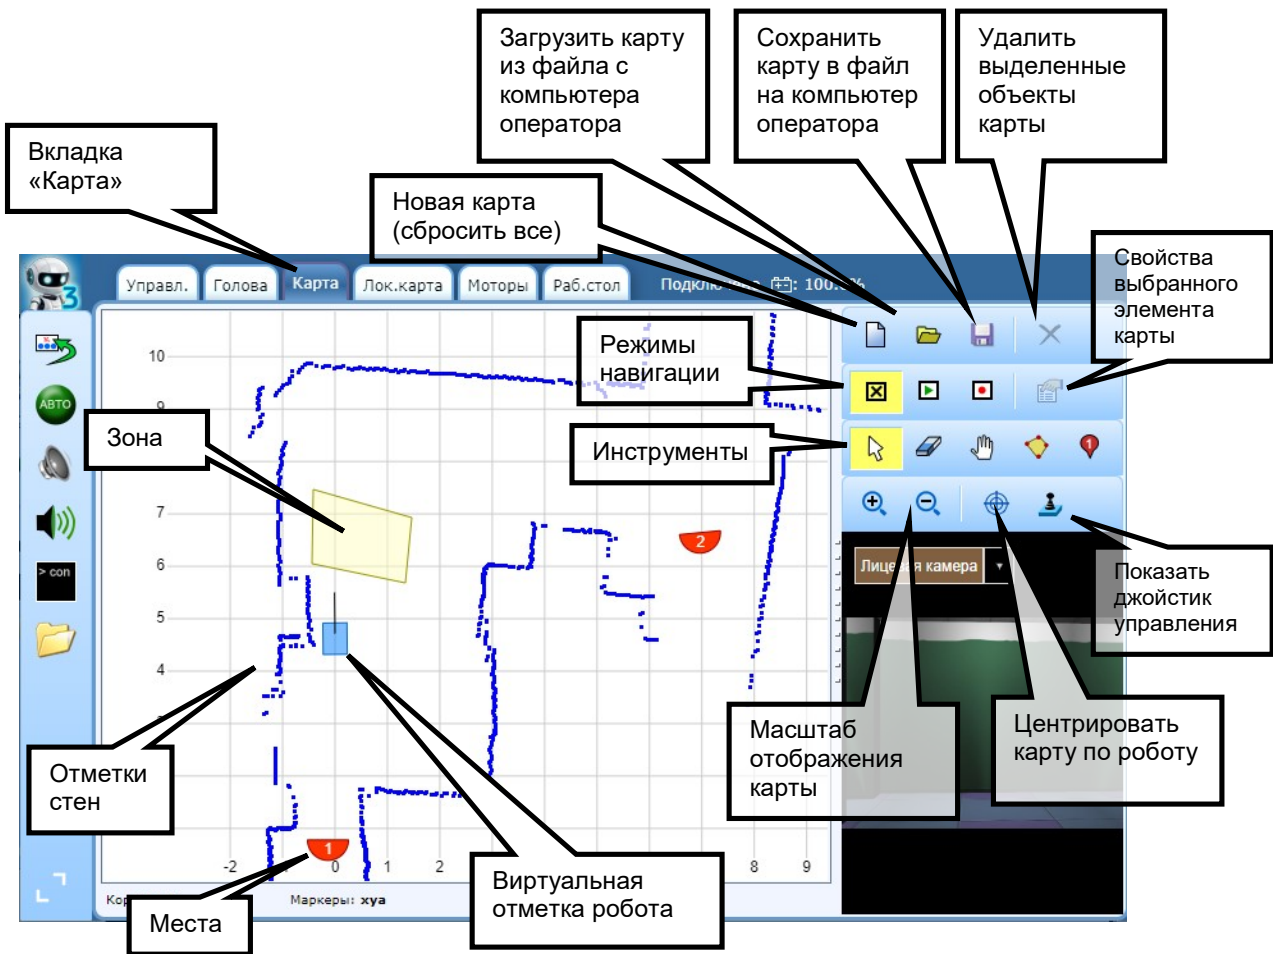 Загрузить карту
из файла с
компьютера
оператора
Сохранить
карту в файл
на компьютер
оператора
Удалить
выделенные
объекты
карты
Вкладка
«Карта»
Новая карта
(сбросить все)
Свойства
выбранного
элемента
карты
3
Управл.
Голова
Карта
Лок.карта
Моторы
Раб.стол
Режимы
навигации
АВТО
Зона
Инструменты
1
> con
Лицевая камера
10
7
6
5
4
2
Показать
джойстик
управления
Масштаб
отображения
карты
Центрировать
карту по роботу
Отметки
стен
1
-2
0
1
2
8
9
Виртуальная
отметка робота
Маркеры: xya
Места